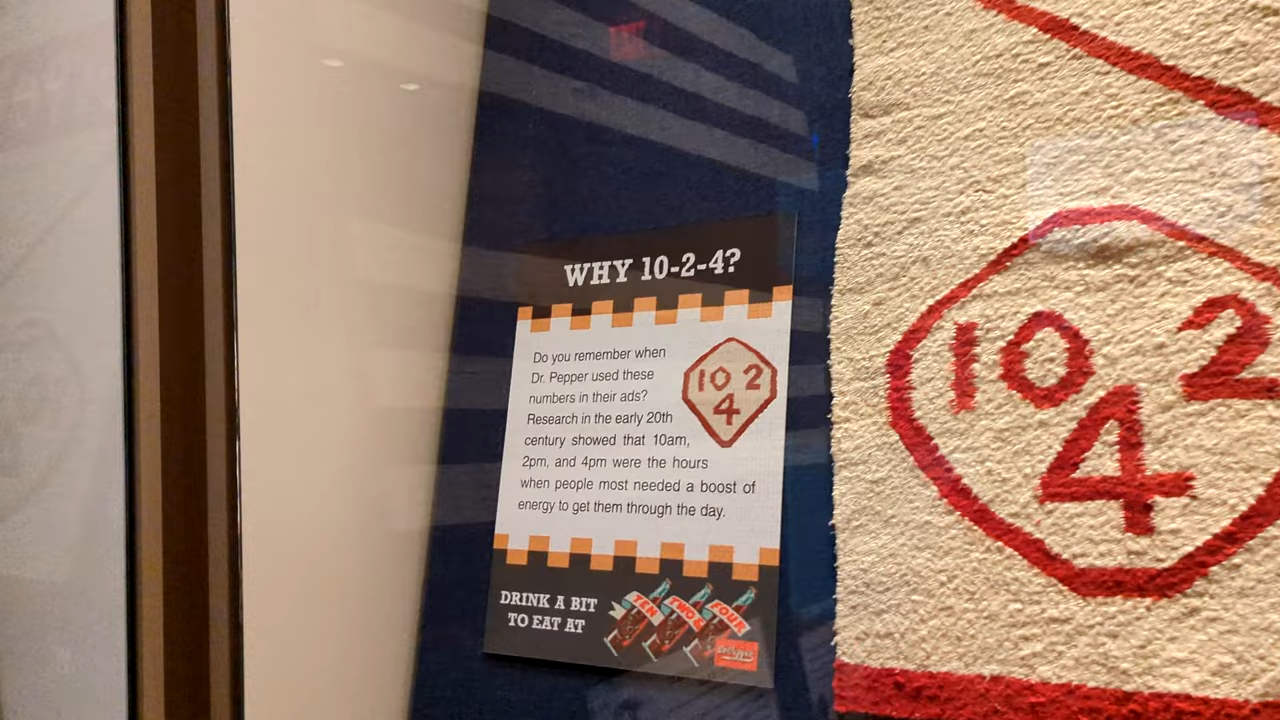 WHY 10-2-4?
Do you remember when
Dr. Pepper used these
numbers in their ads?
Research in the early 20th
century showed that 10am,
2pm, and 4pm were the hours
when people most needed a boost of
energy to get them through the day.
10 2
4
DRINK A BIT
TO EAT AT
TEN TWO & FOUR
10 2
4